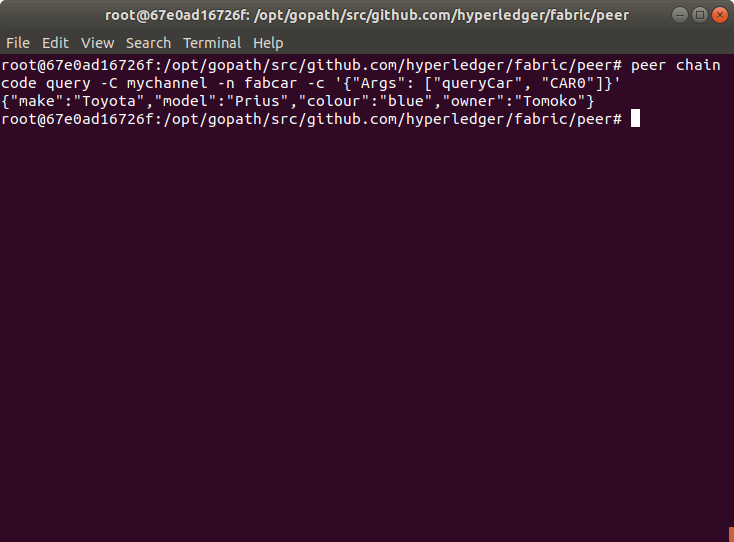 root@67e0ad16726f: /opt/gopath/src/github.com/hyperledger/fabric/peer
File Edit View Search Terminal Help
root@67e0ad16726f:/opt/gopath/src/github.com/hyperledger/fabric/peer# peer chain
code query -C mychannel -n fabcar -c '{"Args": ["queryCar", "CAR0"]}'
{"make":"Toyota","model":"Prius","colour":"blue","owner":"Tomoko"}
root@67e0ad16726f:/opt/gopath/src/github.com/hyperledger/fabric/peer#